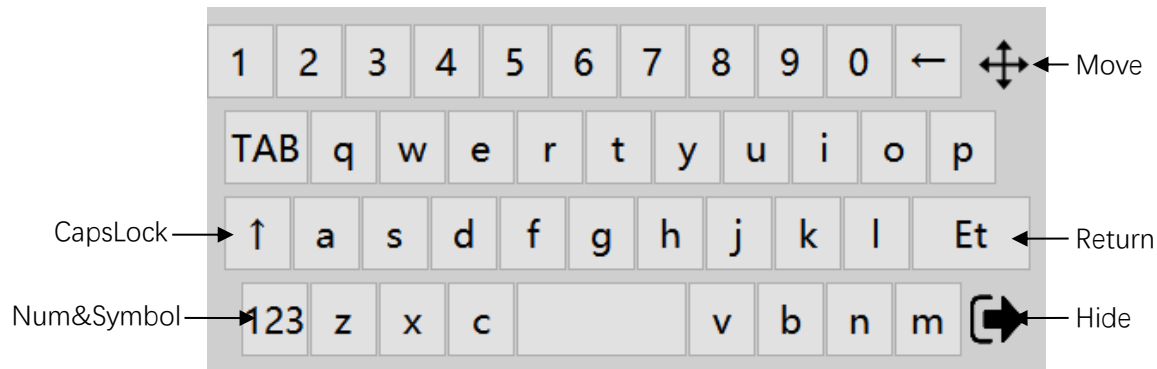 1 2 3 4 5 6 7 8 9 0 ← Move
TAB q w e r t y u i o p
CapsLock ↑ a s d f g h j k l Et Return
Num&Symbol 123 z x c v b n m Hide